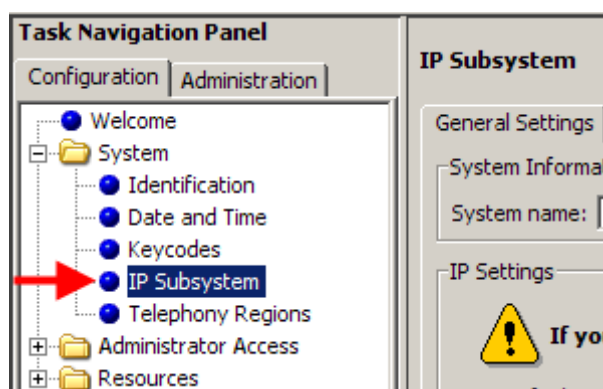 Task Navigation Panel
Configuration
Administration
Welcome
System
Identification
Date and Time
Keycodes
IP Subsystem
Telephony Regions
Administrator Access
Resources
IP Subsystem
General Settings
System Informa
System name:
IP Settings
If yo